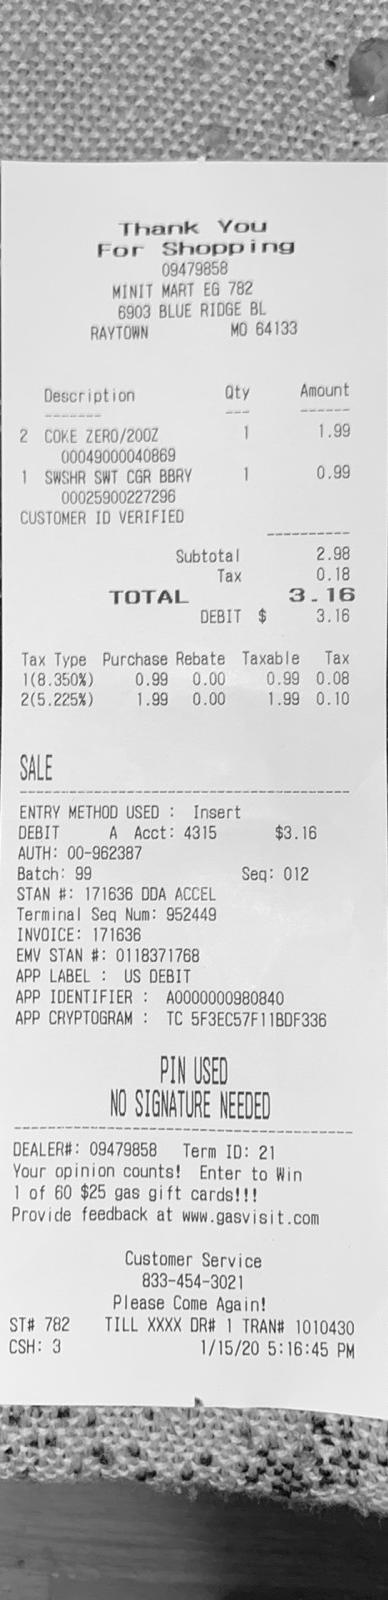 Thank You
For Shopping
09479858
MINIT MART EG 782
6903 BLUE RIDGE BL
RAYTOWN MO 64133
Description Qty Amount
------- --- ------
2 COKE ZERO/20OZ 1 1.99
00049000040869
1 SWSHR SWT CGR BBRY 1 0.99
00025900227296
CUSTOMER ID VERIFIED
----------
Subtotal 2.98
Tax 0.18
TOTAL 3.16
DEBIT $ 3.16
Tax Type Purchase Rebate Taxable Tax
1(8.350%) 0.99 0.00 0.99 0.08
2(5.225%) 1.99 0.00 1.99 0.10
SALE
----------------------------------------
ENTRY METHOD USED : Insert
DEBIT A Acct: 4315 $3.16
AUTH: 00-962387
Batch: 99 Seq: 012
STAN #: 171636 DDA ACCEL
Terminal Seq Num: 952449
INVOICE: 171636
EMV STAN #: 0118371768
APP LABEL : US DEBIT
APP IDENTIFIER : A0000000980840
APP CRYPTOGRAM : TC 5F3EC57F11BDF336
PIN USED
NO SIGNATURE NEEDED
----------------------------------------
DEALER#: 09479858 Term ID: 21
Your opinion counts! Enter to Win
1 of 60 $25 gas gift cards!!!
Provide feedback at www.gasvisit.com
Customer Service
833-454-3021
Please Come Again!
ST# 782 TILL XXXX DR# 1 TRAN# 1010430
CSH: 3 1/15/20 5:16:45 PM